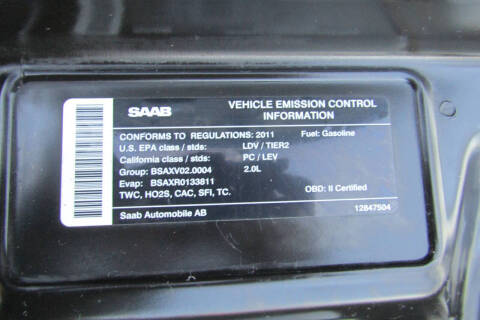 SAAB
VEHICLE EMISSION CONTROL
INFORMATION
CONFORMS TO REGULATIONS: 2011 Fuel: Gasoline
U.S. EPA class / stds: LDV / TIER2
California class / stds: PC / LEV
Group: BSAXV02.0004 2.0L
Evap: BSAXR0133811
OBD: II Certified
TWC, HO2S, CAC, SFI, TC.
Saab Automobile AB 12847504